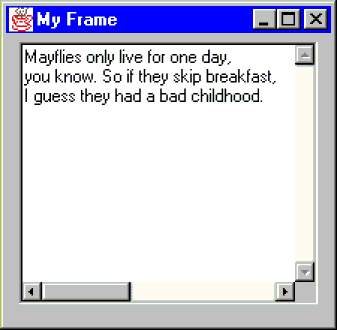 My Frame
Mayflies only live for one day,
you know. So if they skip breakfast,
I guess they had a bad childhood.